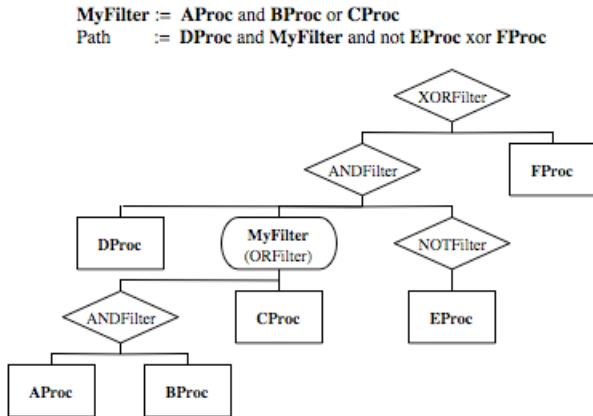 MyFilter := AProc and BProc or CProc
Path := DProc and MyFilter and not EProc xor FProc
XORFilter
ANDFilter
FProc
DProc
MyFilter
(ORFilter)
NOTFilter
ANDFilter
CProc
EProc
AProc
BProc